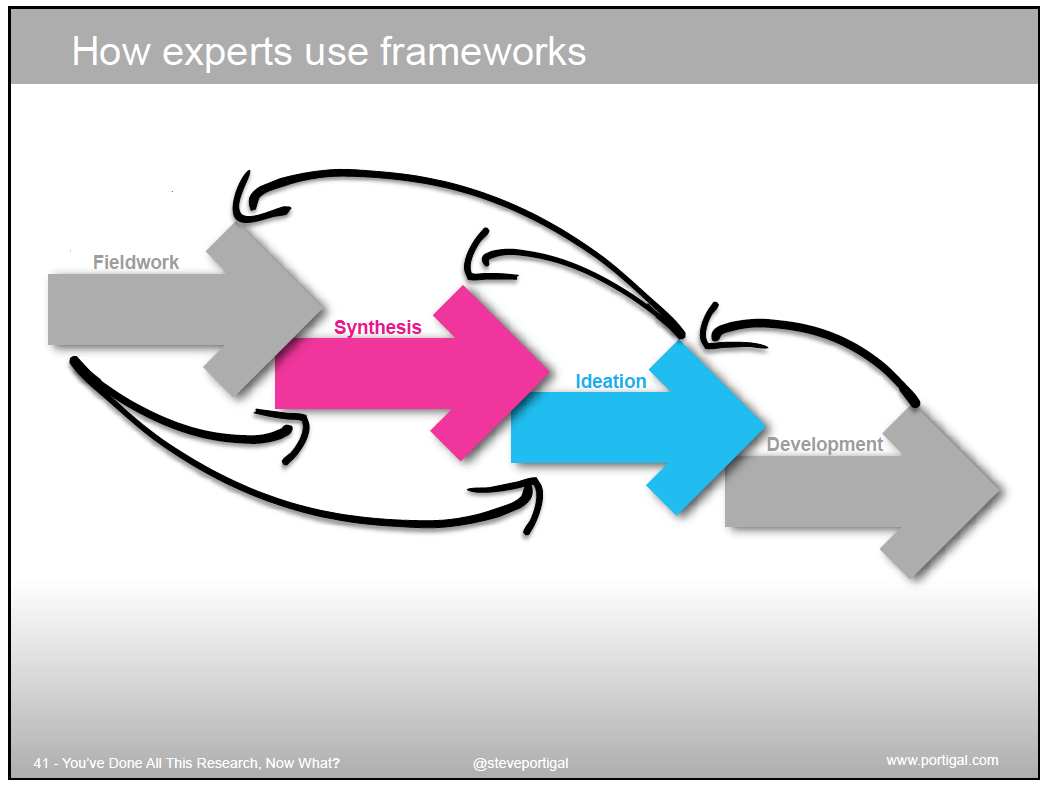 How experts use frameworks
Fieldwork
Synthesis
Ideation
Development
41 - You've Done All This Research, Now What?
@steveportigal
www.portigal.com